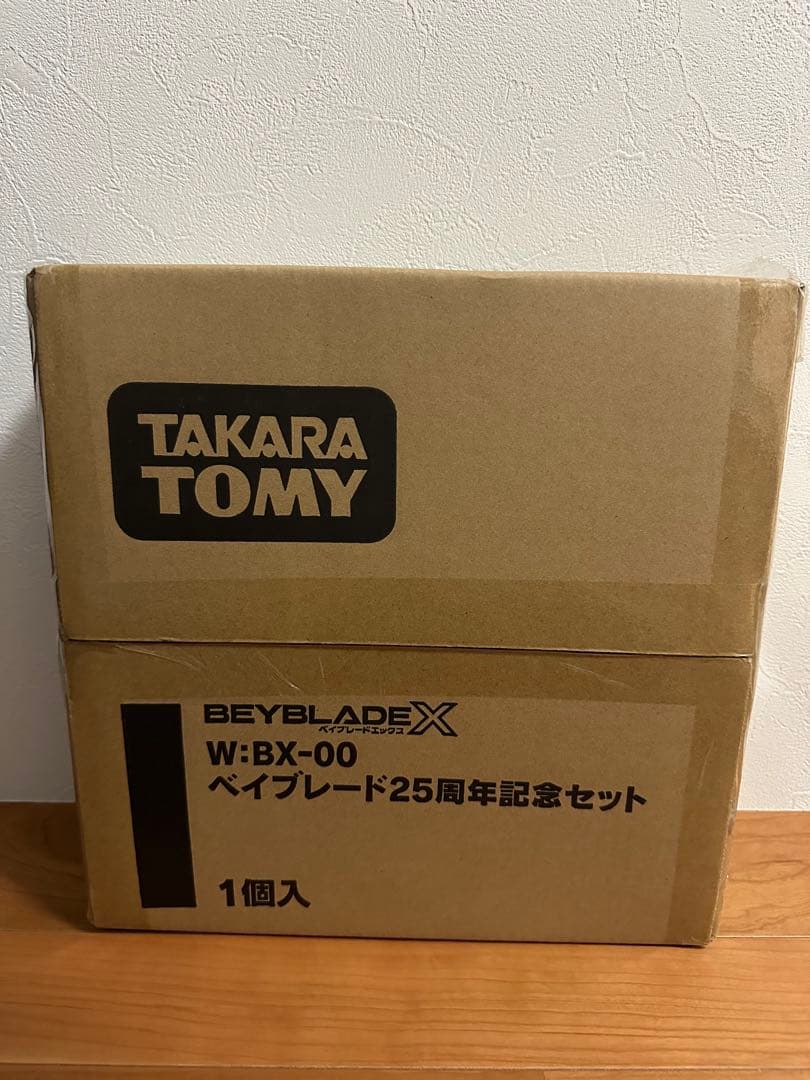 TAKARA
TOMY
BEYBLADE X
ベイブレードエックス
W:BX-00
ベイブレード25周年記念セット
1個入